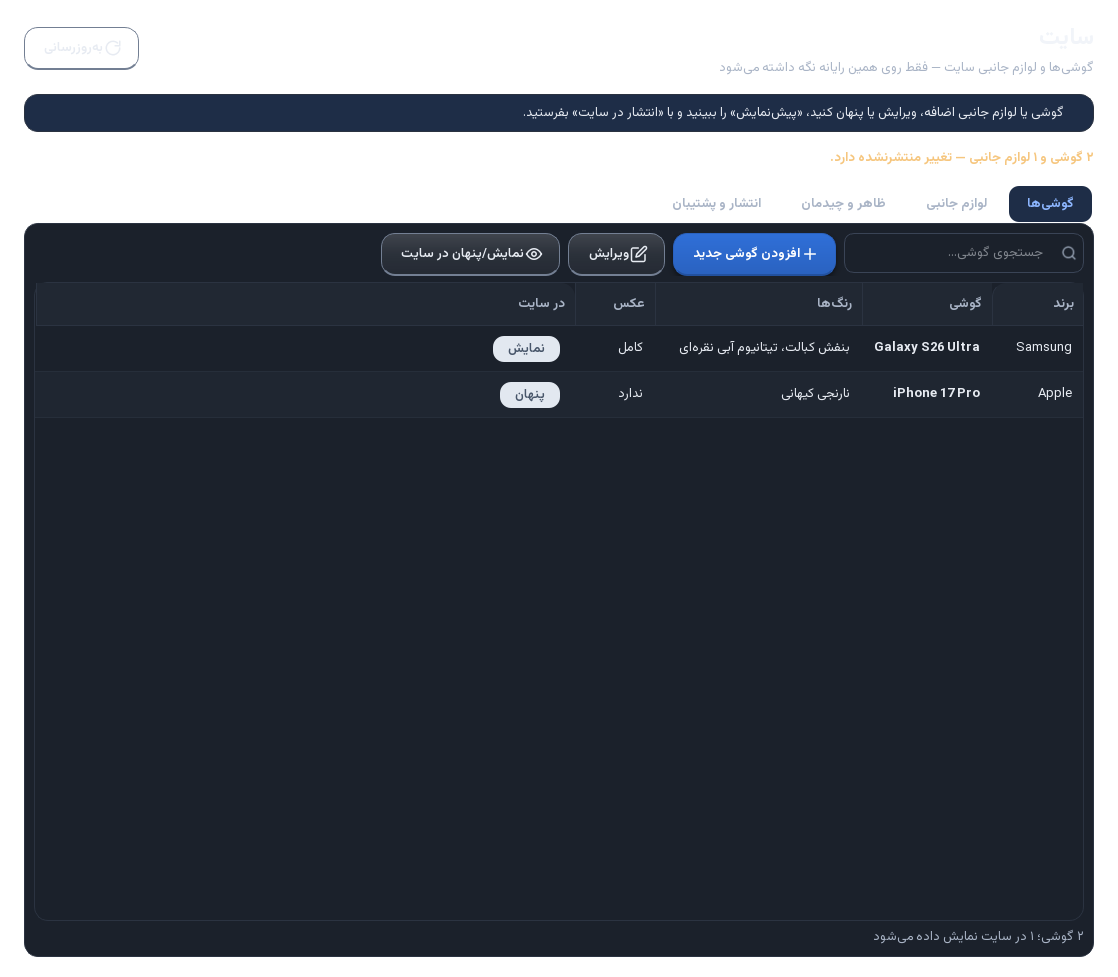 سایت
به‌روزرسانی
گوشی‌ها و لوازم جانبی سایت — فقط روی همین رایانه نگه داشته می‌شود
گوشی یا لوازم جانبی اضافه، ویرایش یا پنهان کنید، «پیش‌نمایش» را ببینید و با «انتشار در سایت» بفرستید.
۲ گوشی و ۱ لوازم جانبی — تغییر منتشرنشده دارد.
گوشی‌ها لوازم جانبی ظاهر و چیدمان انتشار و پشتیبان
جستجوی گوشی... افزودن گوشی جدید ویرایش نمایش/پنهان در سایت
برند گوشی رنگ‌ها عکس در سایت
Samsung Galaxy S26 Ultra بنفش کبالت، تیتانیوم آبی نقره‌ای کامل نمایش
Apple iPhone 17 Pro نارنجی کیهانی ندارد پنهان
۲ گوشی؛ ۱ در سایت نمایش داده می‌شود